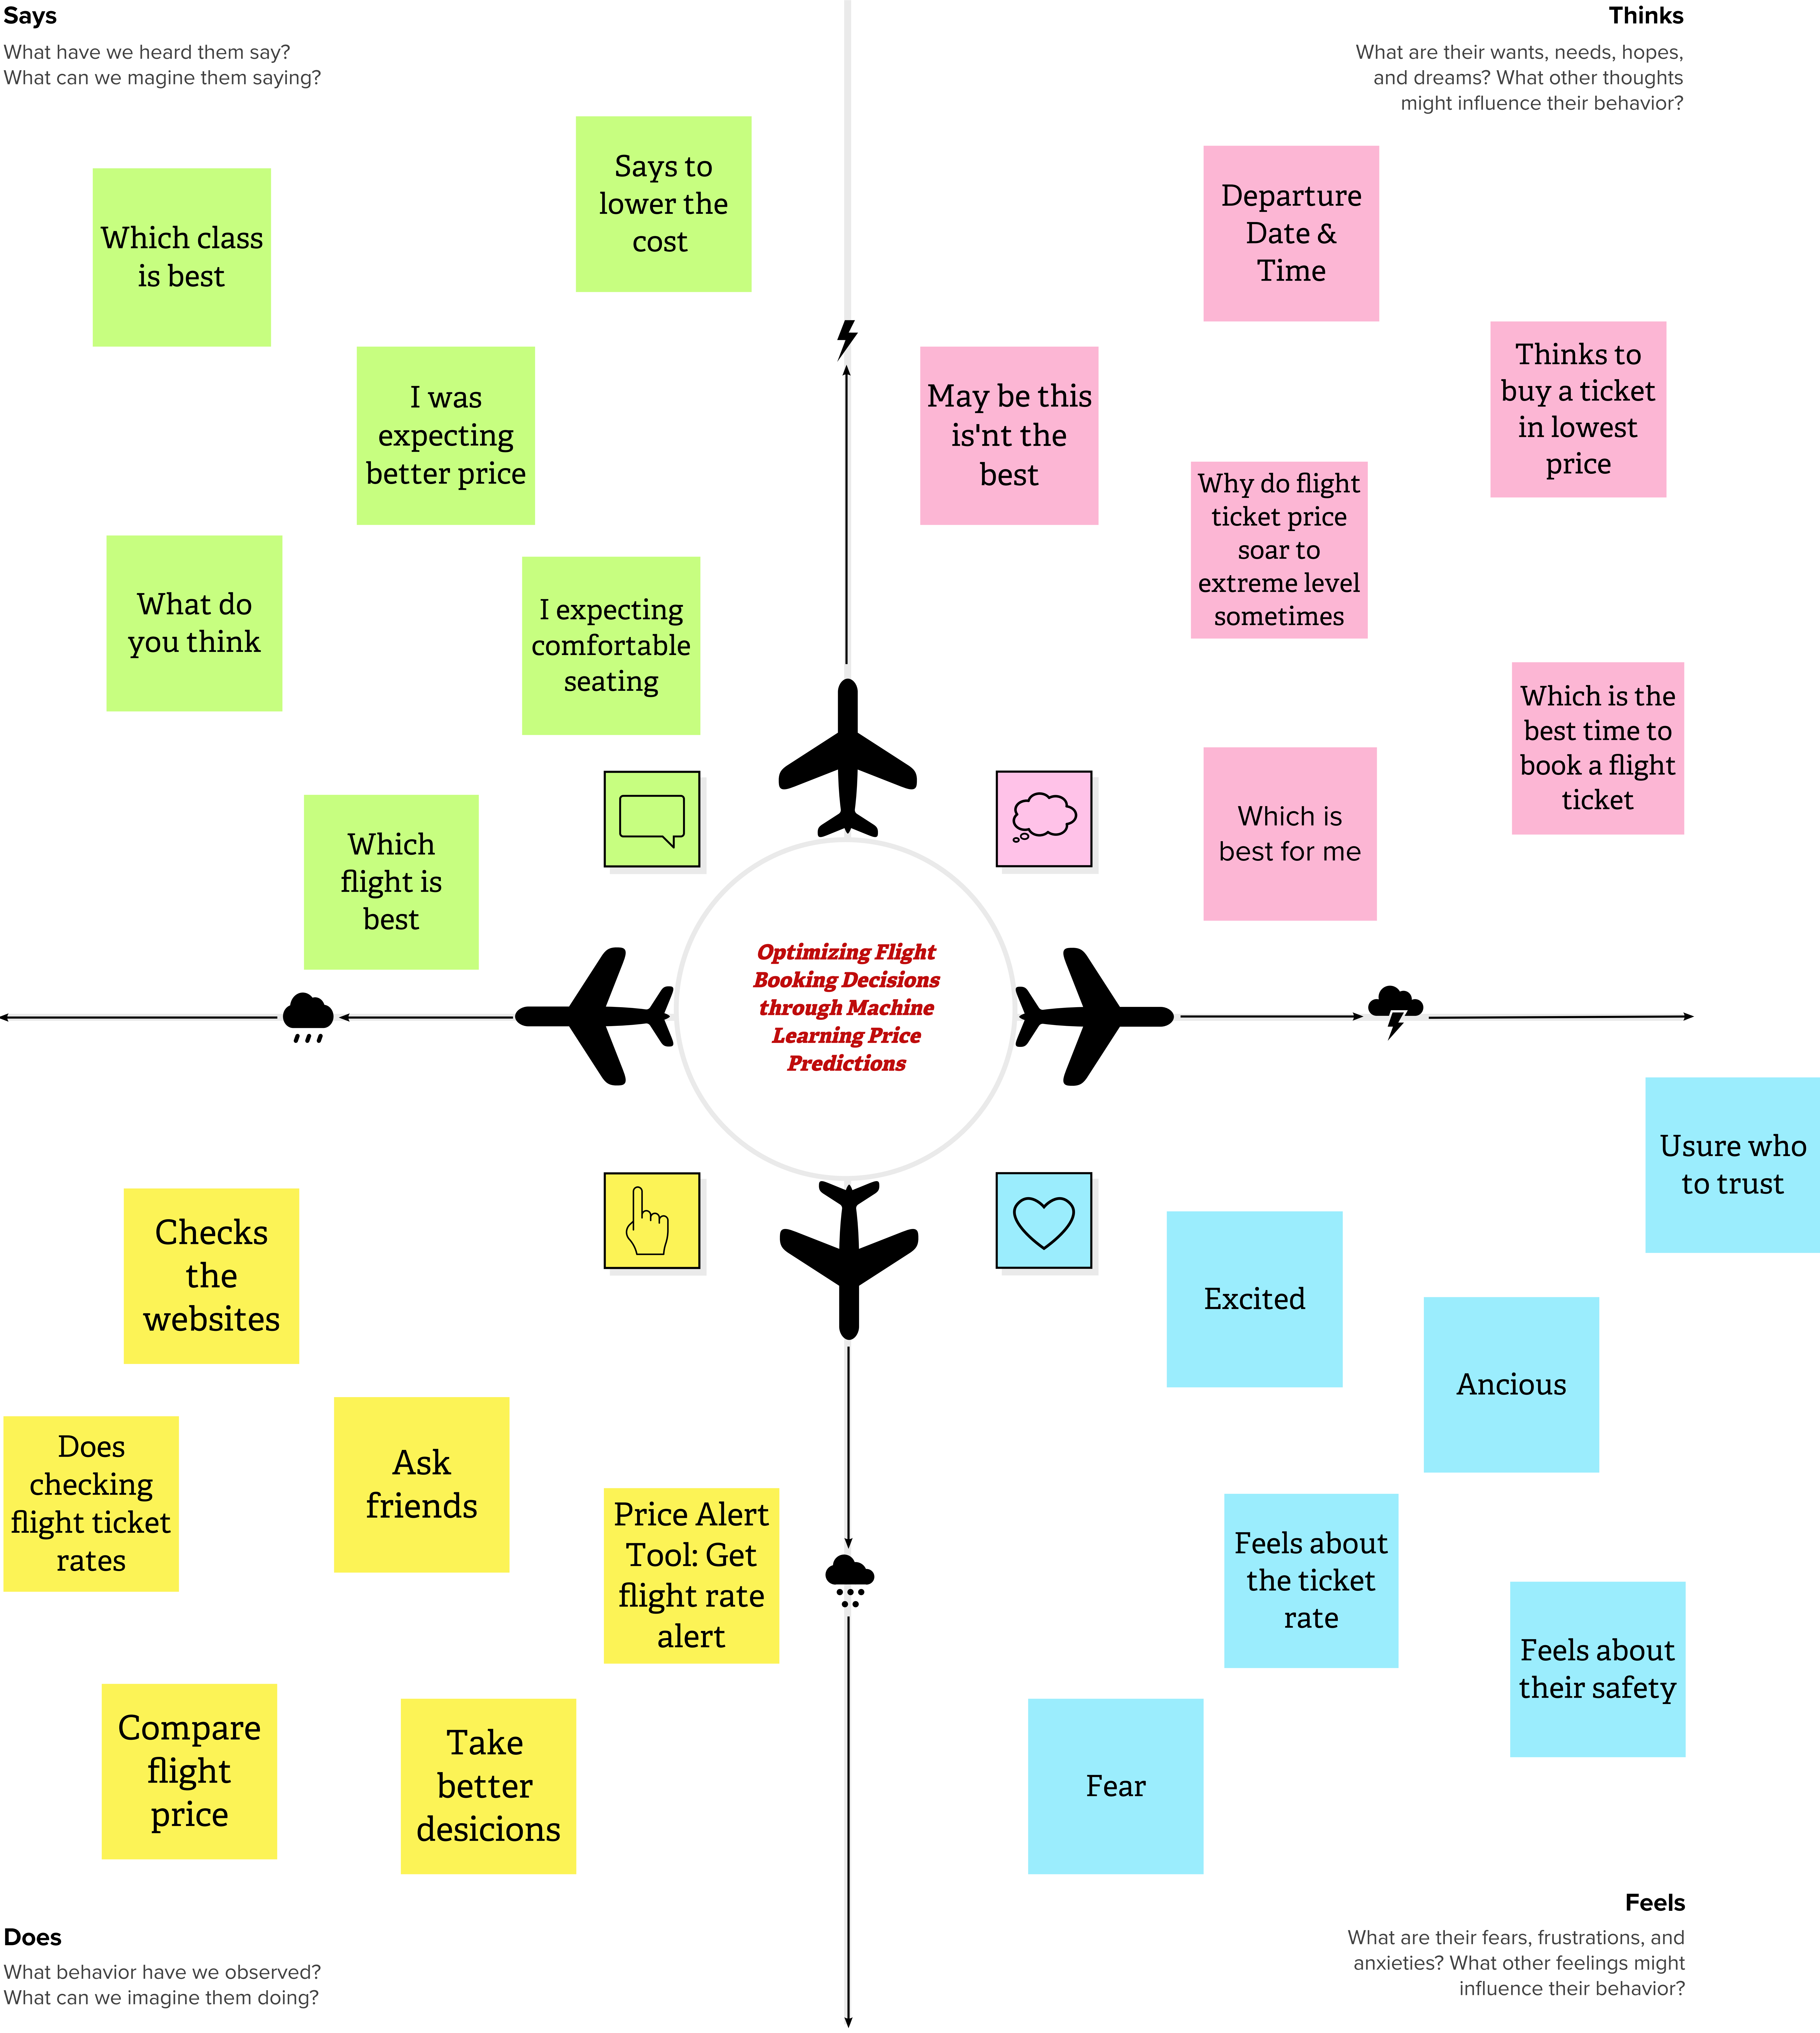 Says
What have we heard them say?
What can we magine them saying?
Thinks
What are their wants, needs, hopes,
and dreams? What other thoughts
might influence their behavior?
Which class
is best
Says to
lower the
cost
I was
expecting
better price
What do
you think
I expecting
comfortable
seating
Which
flight is
best
Departure
Date &
Time
May be this
is'nt the
best
Thinks to
buy a ticket
in lowest
price
Why do flight
ticket price
soar to
extreme level
sometimes
Which is the
best time to
book a flight
ticket
Which is
best for me
Optimizing Flight
Booking Decisions
through Machine
Learning Price
Predictions
Checks
the
websites
Does
checking
flight ticket
rates
Ask
friends
Price Alert
Tool: Get
flight rate
alert
Compare
flight
price
Take
better
desicions
Usure who
to trust
Excited
Ancious
Feels about
the ticket
rate
Feels about
their safety
Fear
Does
What behavior have we observed?
What can we imagine them doing?
Feels
What are their fears, frustrations, and
anxieties? What other feelings might
influence their behavior?